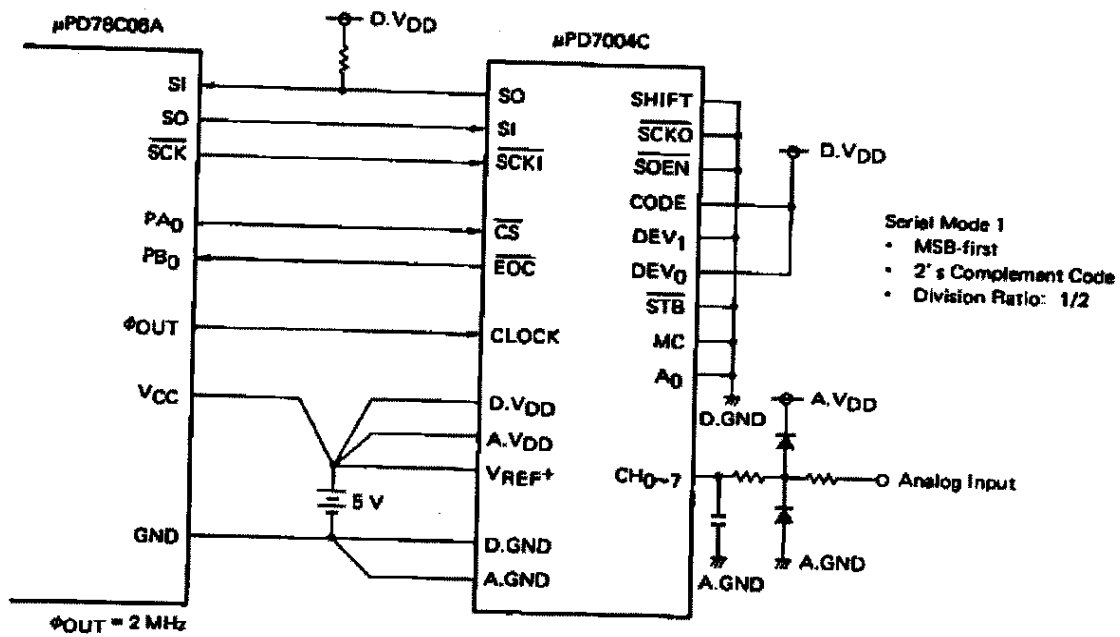 μPD78C06A
D.VDD
μPD7004C
SI
SO
SCK
PA0
PB0
ΦOUT
VCC
GND
ΦOUT = 2 MHz
5 V
SO
SI
SCKI
CS
EOC
CLOCK
D.VDD
A.VDD
VREF+
D.GND
A.GND
SHIFT
SCKO
SOEN
CODE
DEV1
DEV0
STB
MC
A0
CH0~7
D.VDD
D.GND
A.VDD
Analog Input
A.GND
A.GND
Serial Mode 1
• MSB-first
• 2's Complement Code
• Division Ratio: 1/2